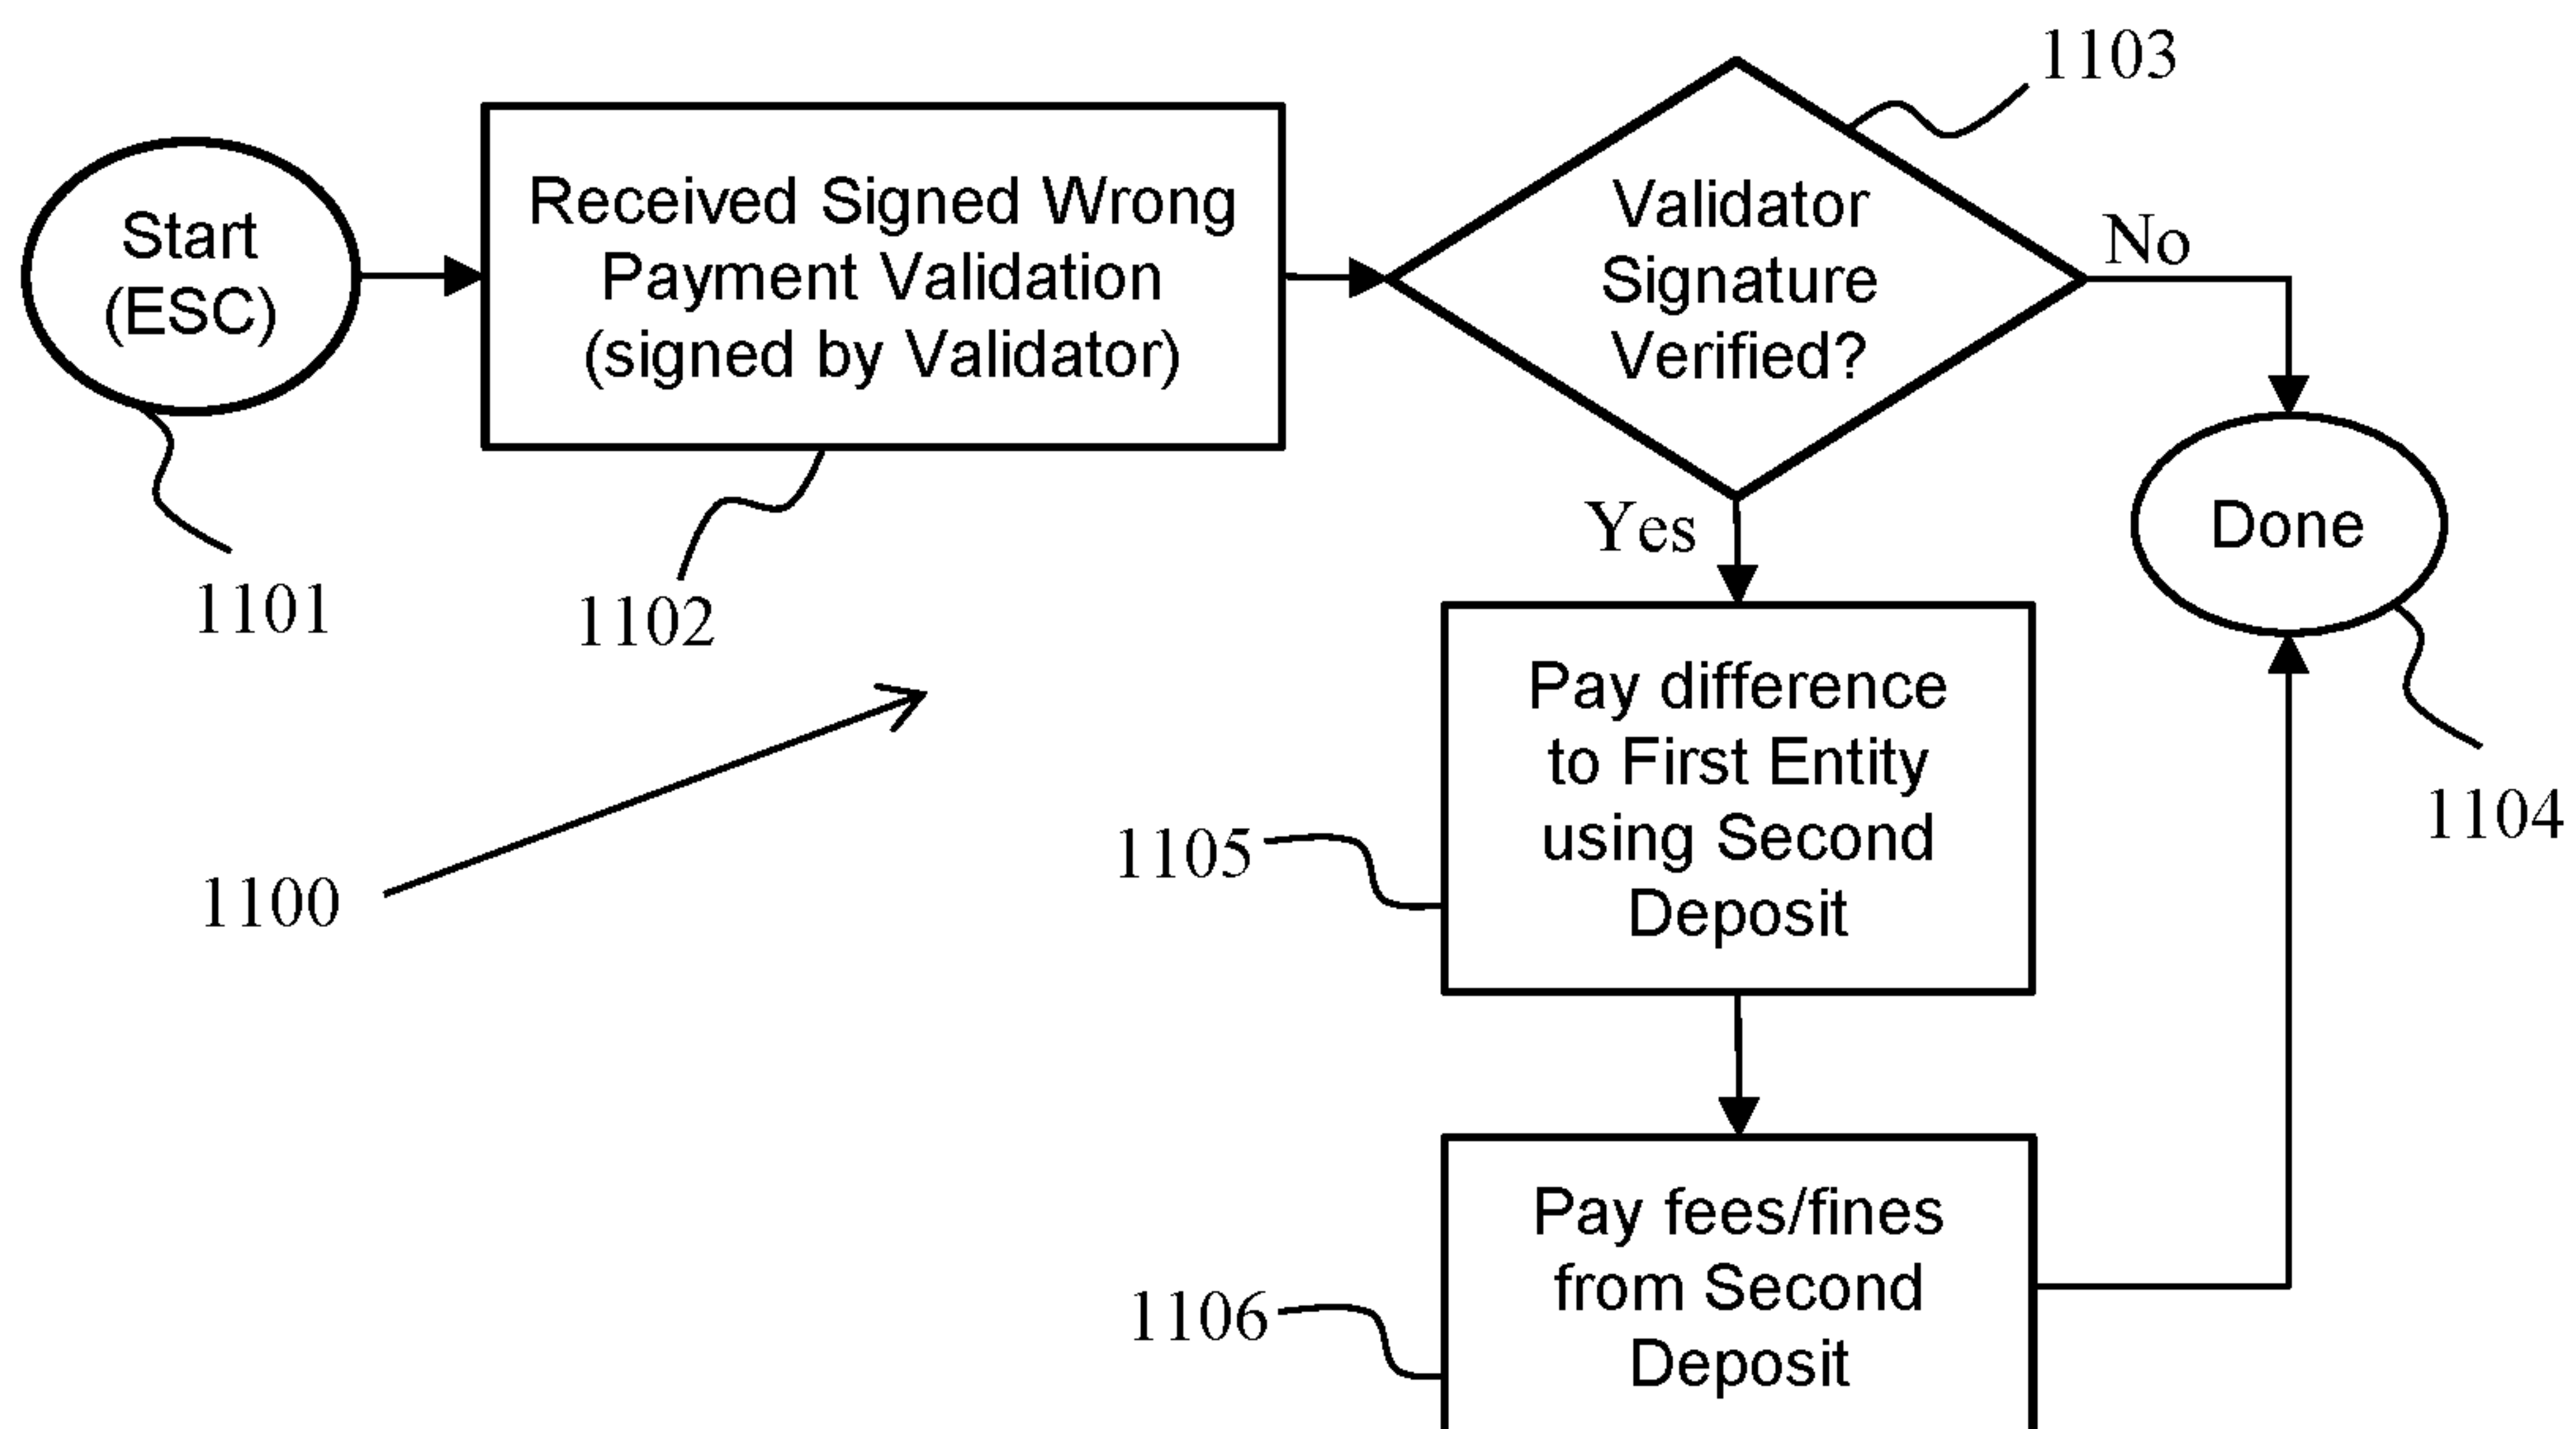 1103
Start
(ESC)
Received Signed Wrong
Payment Validation
(signed by Validator)
Validator
Signature
Verified?
No
Yes
Done
1101
1102
Pay difference
to First Entity
using Second
Deposit
1104
1105
1100
Pay fees/fines
from Second
Deposit
1106